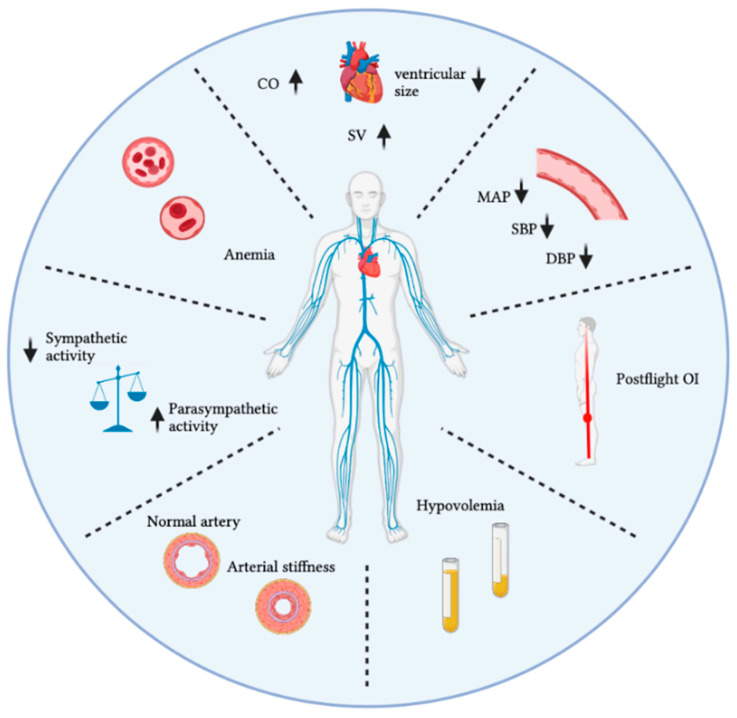 CO
ventricular
size
SV
MAP
SBP
DBP
Anemia
Sympathetic
activity
Parasympathetic
activity
Postflight OI
Normal artery
Arterial stiffness
Hypovolemia